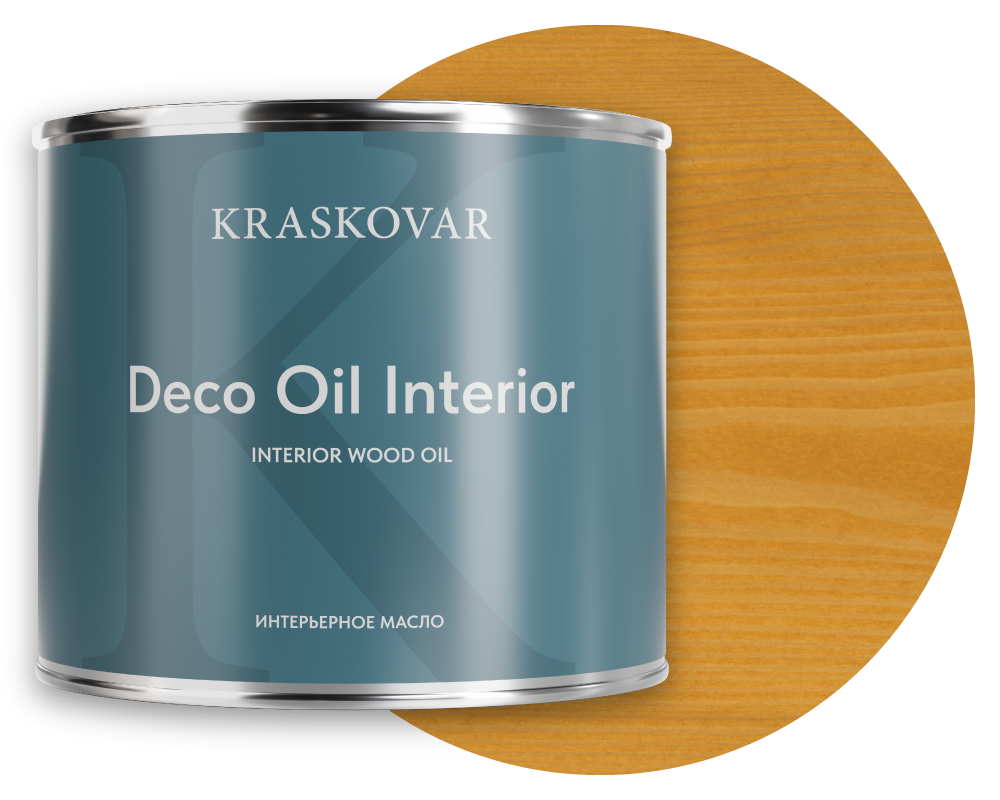 KRASKOVAR
Deco Oil Interior
INTERIOR WOOD OIL
ИНТЕРЬЕРНОЕ МАСЛО